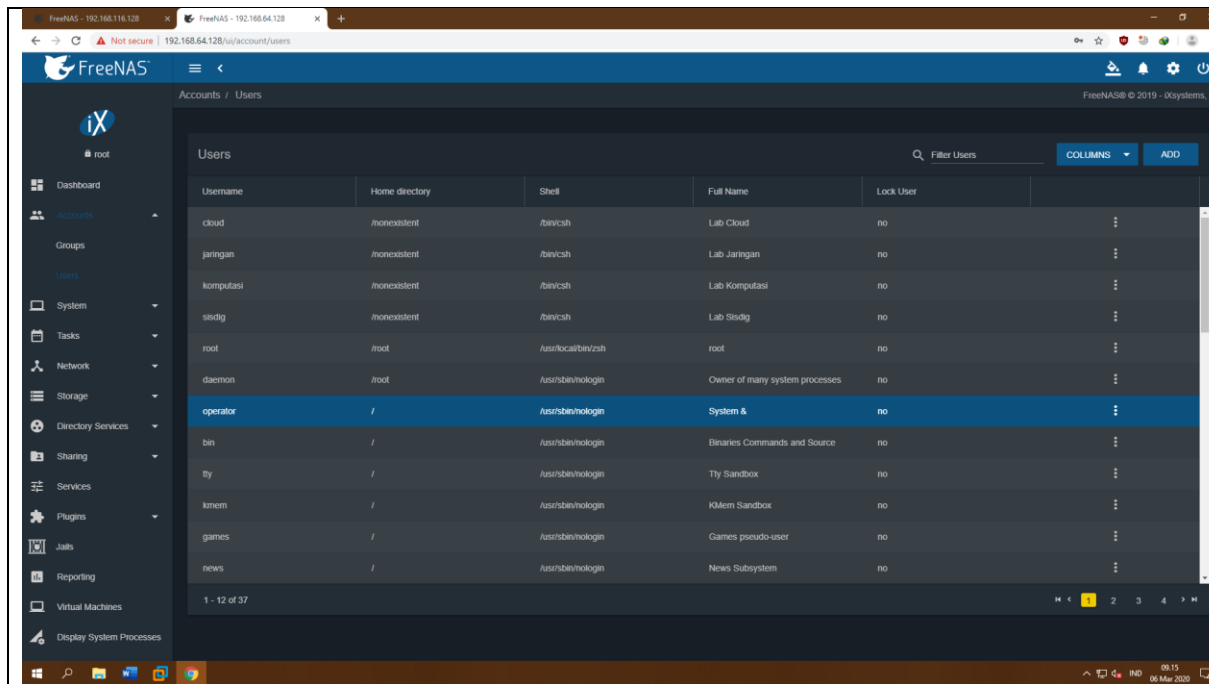 FreeNAS - 192.168.116.128 × FreeNAS - 192.168.64.128 × +
Not secure | 192.168.64.128/ui/account/users
FreeNAS
Accounts / Users FreeNAS® © 2019 - iXsystems,
iX
root
Users Filter Users COLUMNS ADD
Dashboard
Accounts
Groups
Users
System
Tasks
Network
Storage
Directory Services
Sharing
Services
Plugins
Jails
Reporting
Virtual Machines
Display System Processes
Username Home directory Shell Full Name Lock User
cloud /nonexistent /bin/csh Lab Cloud no
jaringan /nonexistent /bin/csh Lab Jaringan no
komputasi /nonexistent /bin/csh Lab Komputasi no
sisdig /nonexistent /bin/csh Lab Sisdig no
root /root /usr/local/bin/zsh root no
daemon /root /usr/sbin/nologin Owner of many system processes no
operator / /usr/sbin/nologin System & no
bin / /usr/sbin/nologin Binaries Commands and Source no
tty / /usr/sbin/nologin Tty Sandbox no
kmem / /usr/sbin/nologin KMem Sandbox no
games / /usr/sbin/nologin Games pseudo-user no
news / /usr/sbin/nologin News Subsystem no
1 - 12 of 37 1 2 3 4
IND 09.15
06 Mar 2020